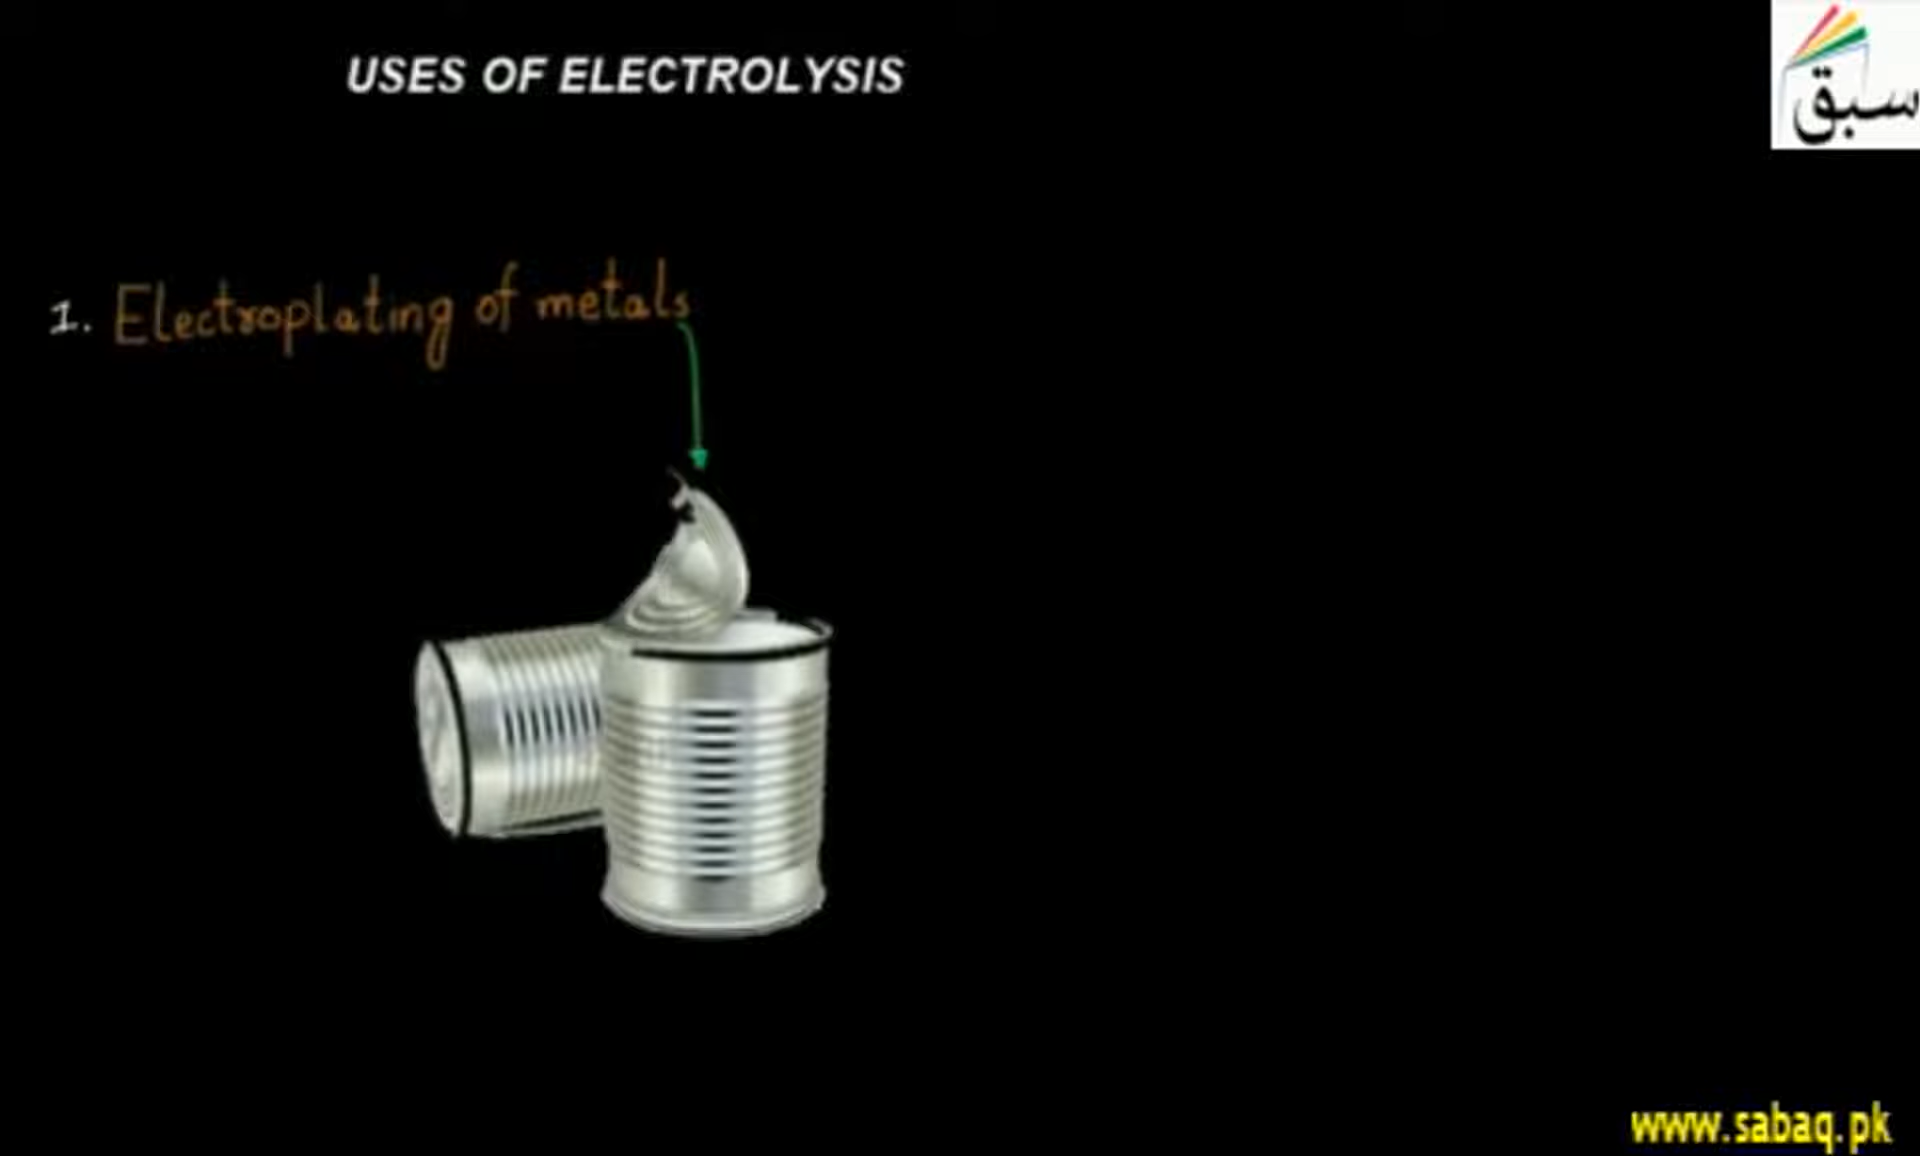 USES OF ELECTROLYSIS
سبق
1. Electroplating of metals
www.sabaq.pk